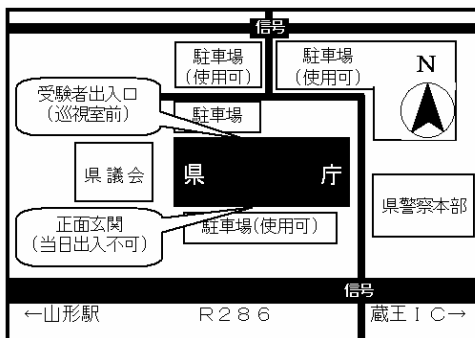 信号
駐車場
(使用可)
駐車場
(使用可)
N
受験者出入口
(巡視室前)
駐車場
県議会
県　　庁
県警察本部
正面玄関
(当日出入不可)
駐車場(使用可)
信号
←山形駅
R286
蔵王IC→